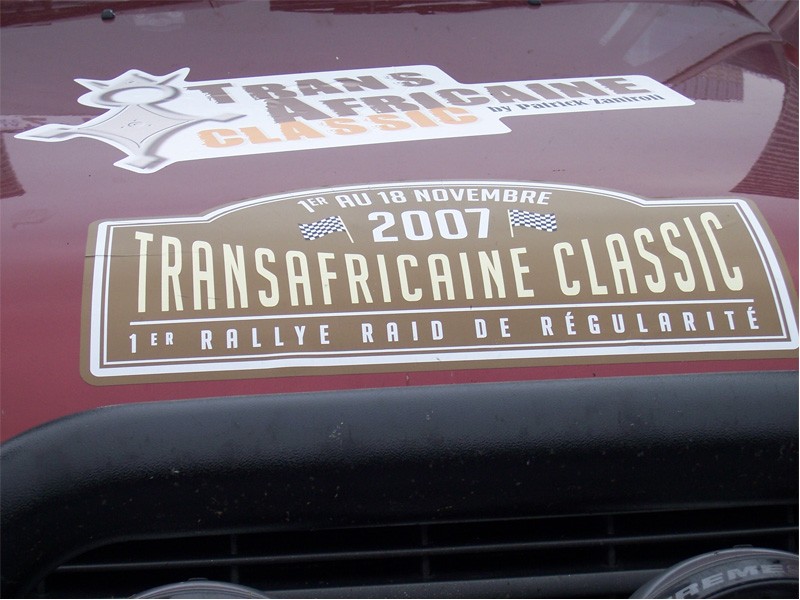 TRANS
AFRICAINE
CLASSIC by Patrick Zaniroli
1ER AU 18 NOVEMBRE
2007
TRANSAFRICAINE CLASSIC
1ER RALLYE RAID DE RÉGULARITÉ